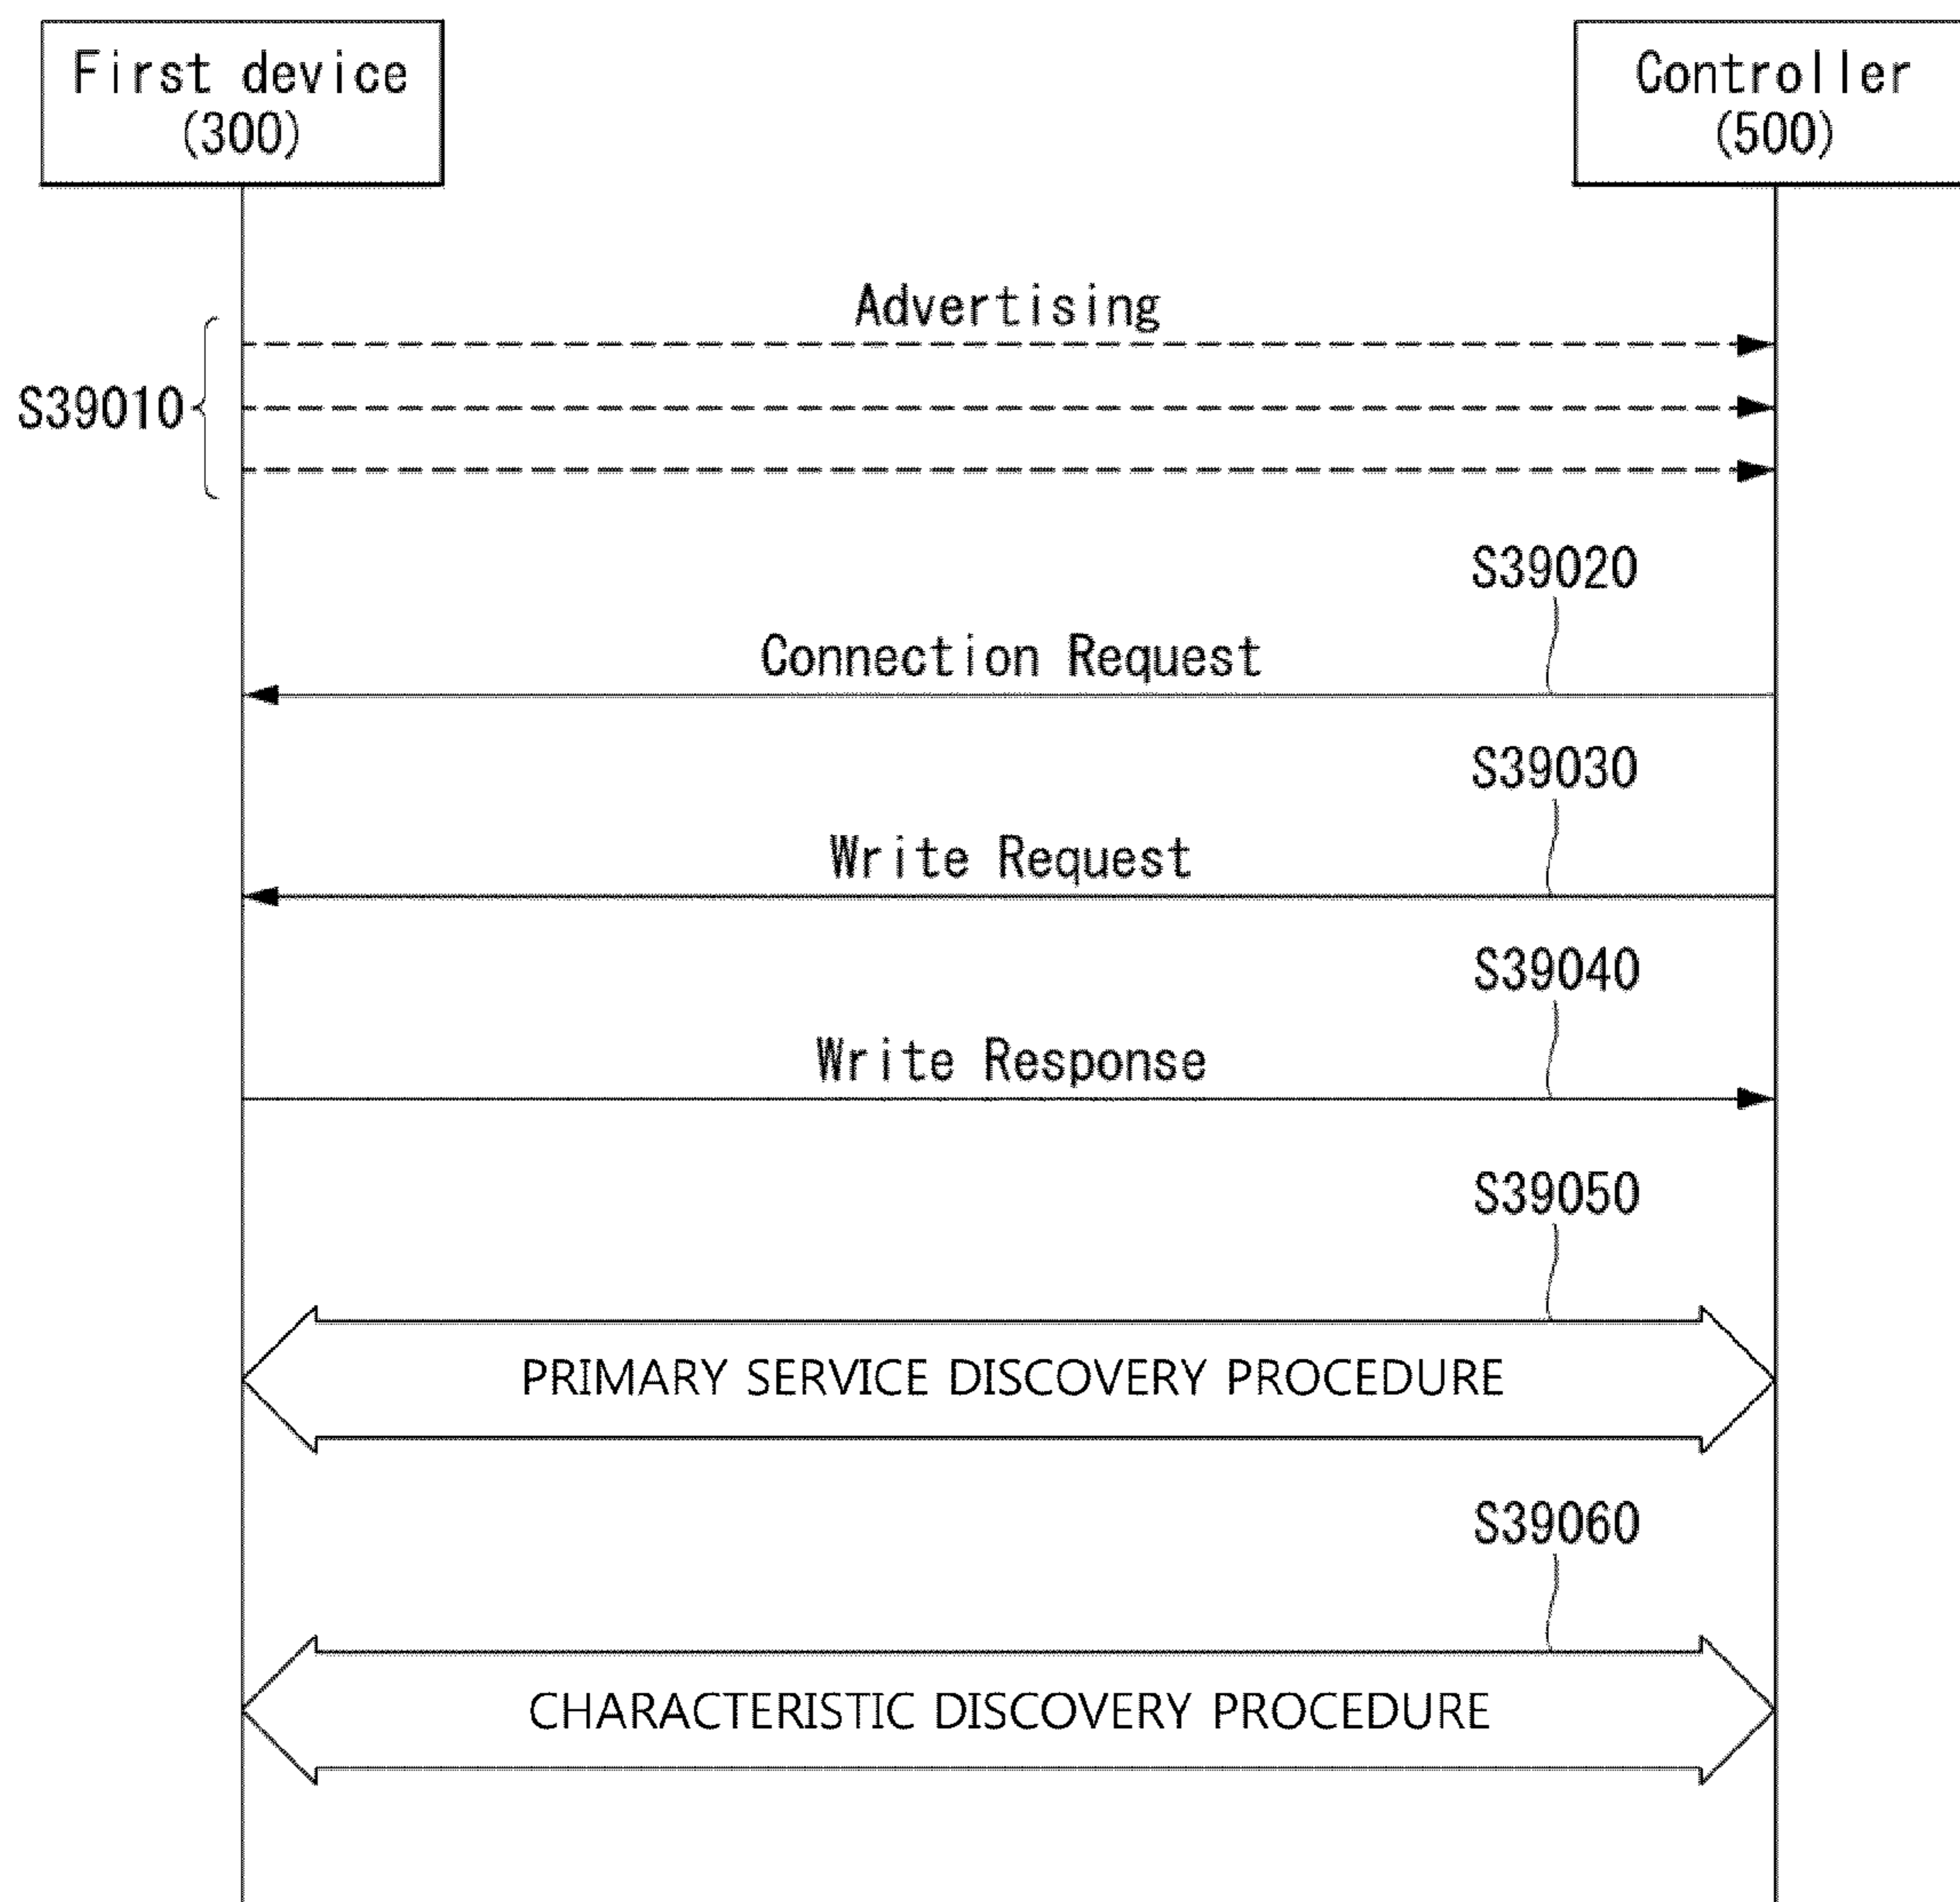 First device
(300)
Controller
(500)
Advertising
S39010
S39020
Connection Request
S39030
Write Request
S39040
Write Response
S39050
PRIMARY SERVICE DISCOVERY PROCEDURE
S39060
CHARACTERISTIC DISCOVERY PROCEDURE